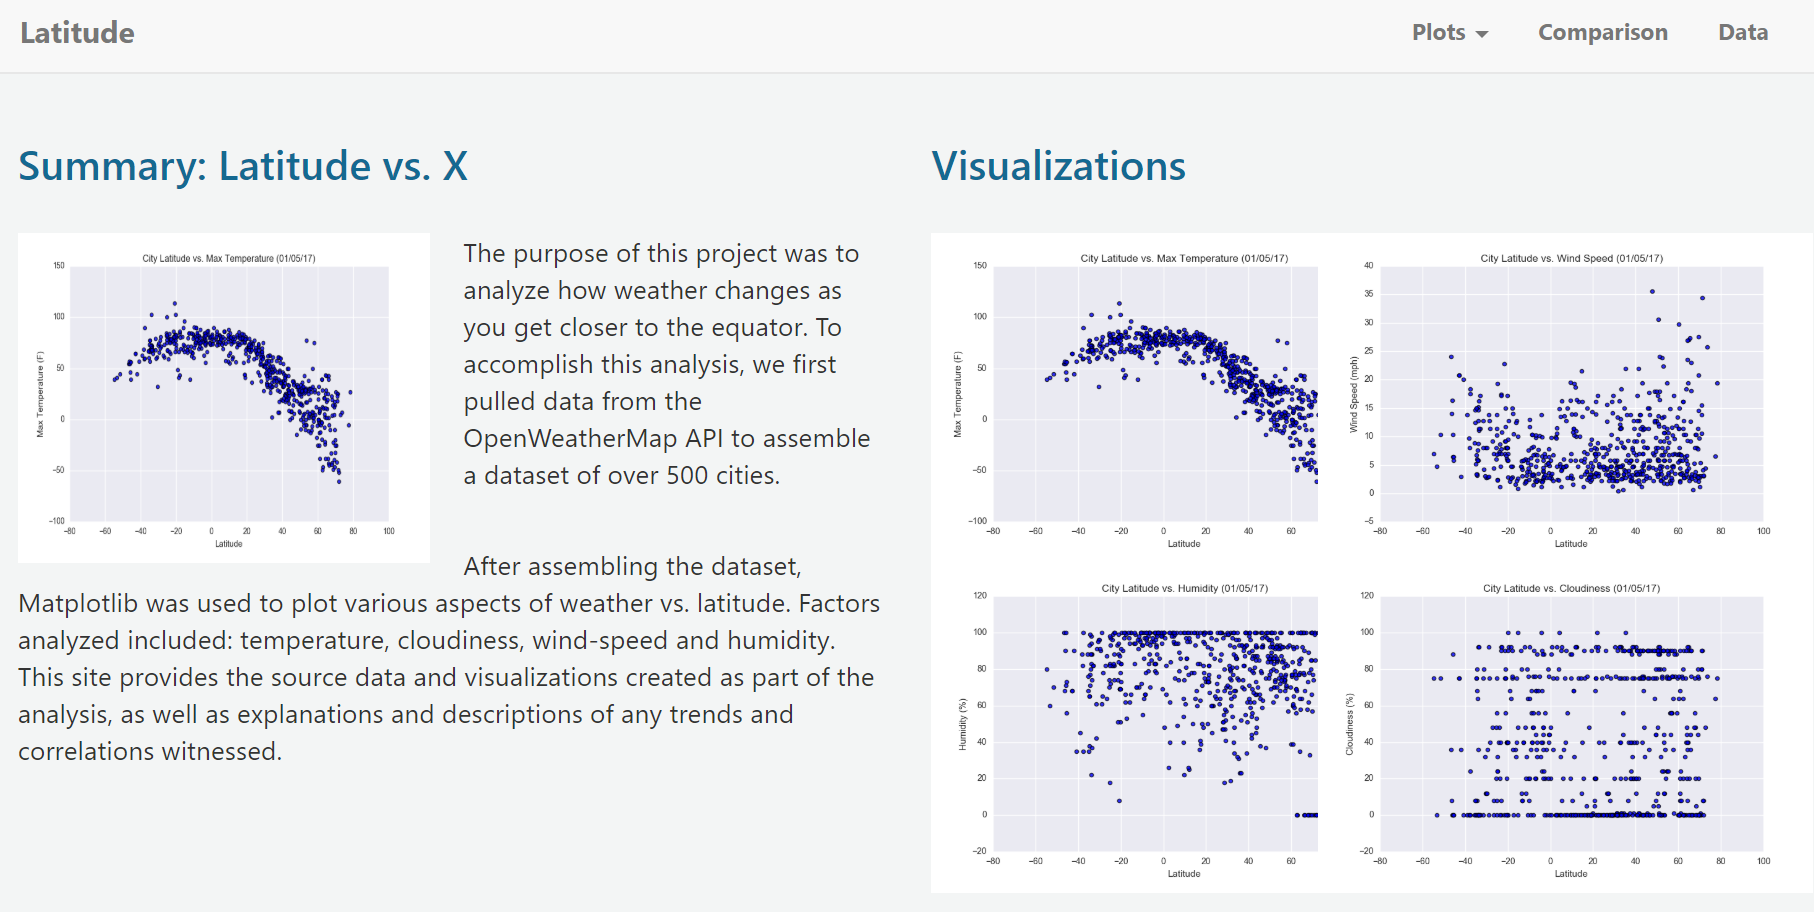 Latitude
Plots
Comparison
Data
Summary: Latitude vs. X
City Latitude vs. Max Temperature (01/05/17)
150
100
50
0
−50
−100
Max Temperature (F)
−80 −60 −40 −20 0 20 40 60 80 100
Latitude
The purpose of this project was to
analyze how weather changes as
you get closer to the equator. To
accomplish this analysis, we first
pulled data from the
OpenWeatherMap API to assemble
a dataset of over 500 cities.
After assembling the dataset,
Matplotlib was used to plot various aspects of weather vs. latitude. Factors
analyzed included: temperature, cloudiness, wind-speed and humidity.
This site provides the source data and visualizations created as part of the
analysis, as well as explanations and descriptions of any trends and
correlations witnessed.
Visualizations
City Latitude vs. Max Temperature (01/05/17)
150
100
50
0
−50
−100
Max Temperature (F)
−80 −60 −40 −20 0 20 40 60
Latitude
City Latitude vs. Wind Speed (01/05/17)
40
35
30
25
20
15
10
5
0
−5
Wind Speed (mph)
−80 −60 −40 −20 0 20 40 60 80 100
Latitude
City Latitude vs. Humidity (01/05/17)
120
100
80
60
40
20
0
−20
Humidity (%)
−80 −60 −40 −20 0 20 40 60
Latitude
City Latitude vs. Cloudiness (01/05/17)
120
100
80
60
40
20
0
−20
Cloudiness (%)
−80 −60 −40 −20 0 20 40 60 80 100
Latitude